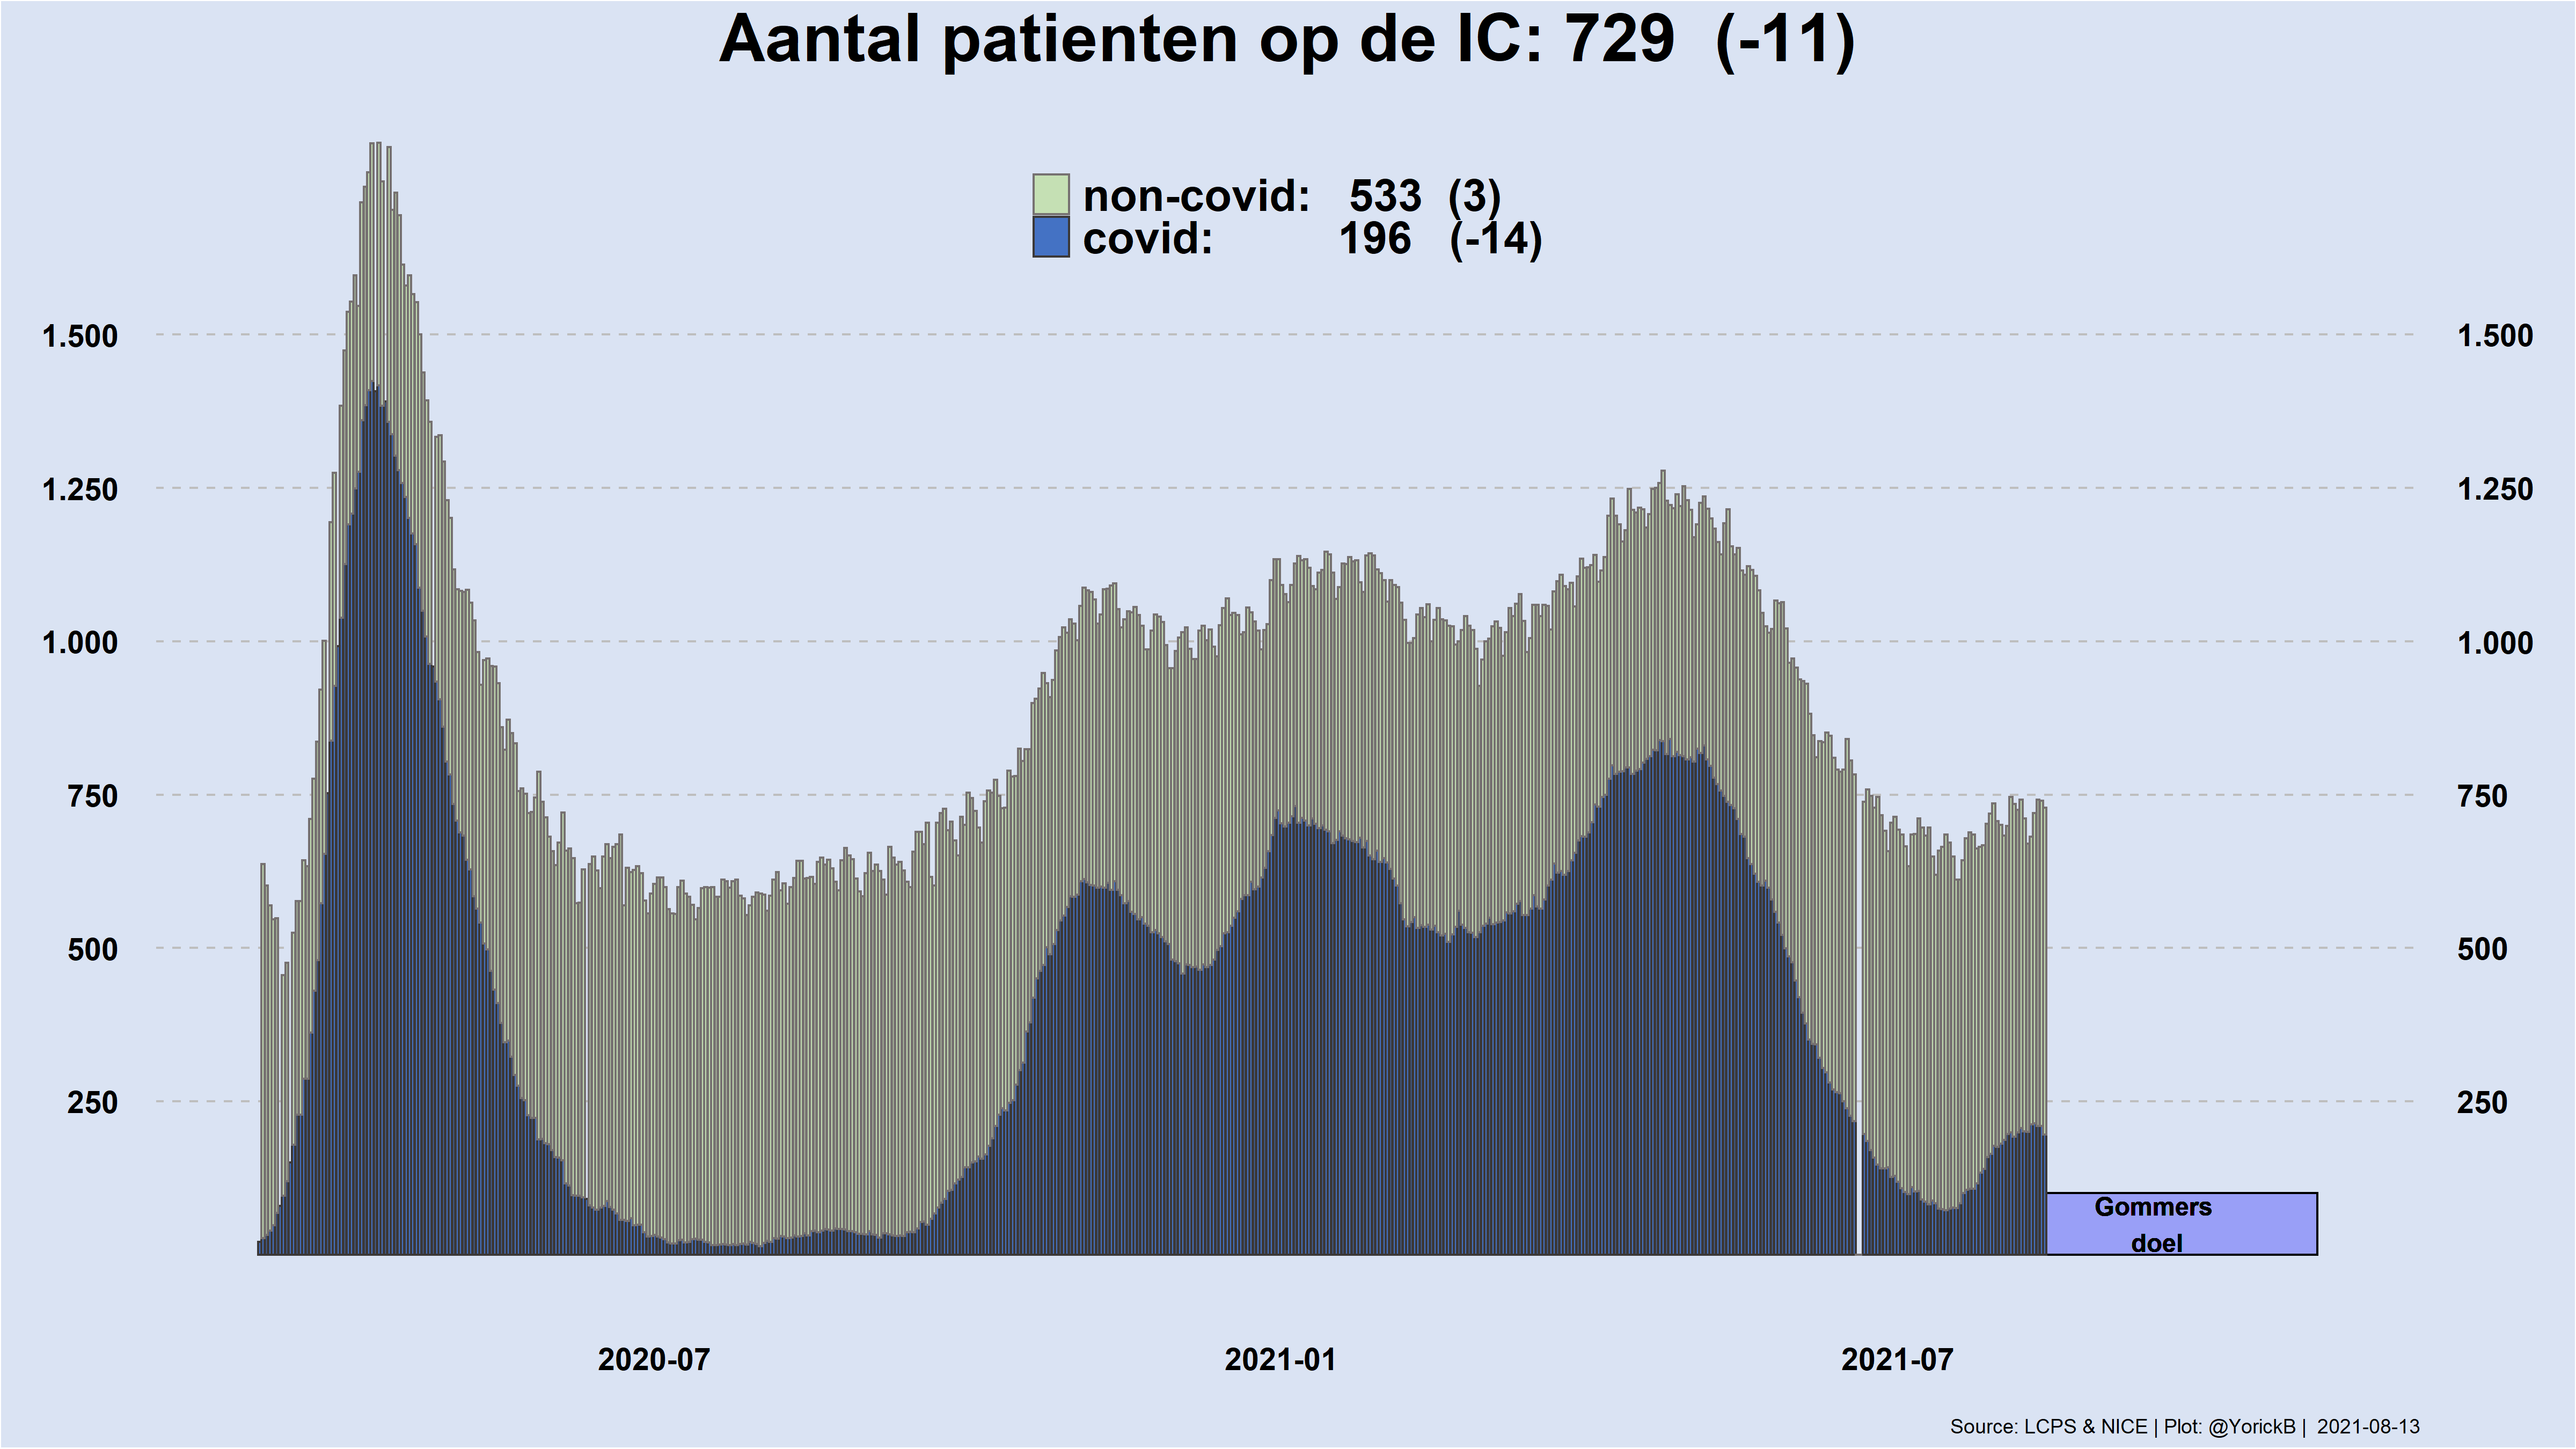 Aantal patienten op de IC: 729 (-11)
non-covid: 533 (3)
covid: 196 (-14)
1.500 1.500
1.250 1.250
1.000 1.000
750 750
500 500
250 250
Gommers
doel
2020-07 2021-01 2021-07
Source: LCPS & NICE | Plot: @YorickB | 2021-08-13